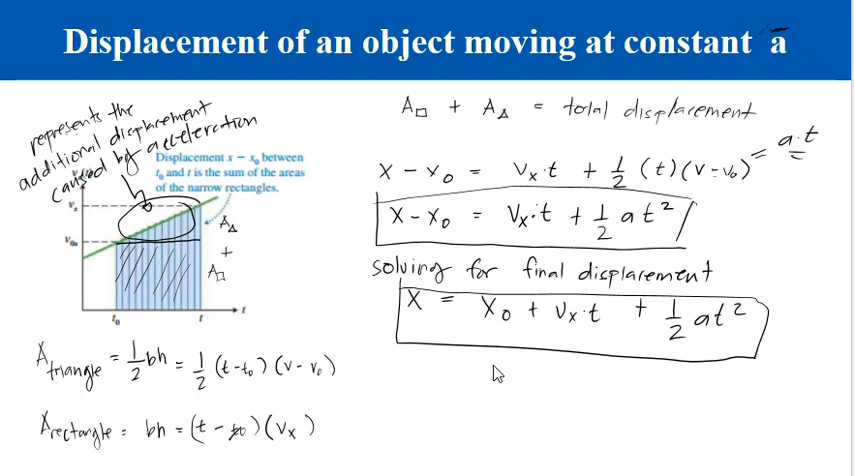 Displacement of an object moving at constant a
represents the
additional displacement
caused by acceleration
Displacement x − x₀ between
t₀ and t is the sum of the areas
of the narrow rectangles.
vₓ
v₀ₓ
t₀
t
t
A△
+
A□
A triangle = 1/2 bh = 1/2 (t-t₀)(v-v₀)
A rectangle = bh = (t-t₀)(vₓ)
A□ + A△ = total displacement
x - x₀ = vₓ·t + 1/2 (t)(v-v₀) = a·t
x - x₀ = vₓ·t + 1/2 at²
solving for final displacement
x = x₀ + vₓ·t + 1/2 at²